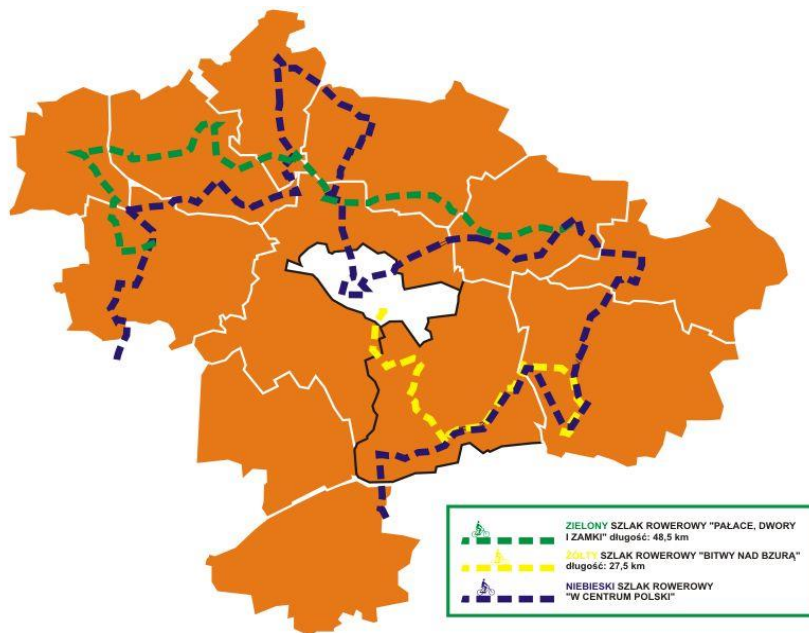 ZIELONY SZLAK ROWEROWY "PAŁACE, DWORY
I ZAMKI" długość: 48,5 km
ŻÓŁTY SZLAK ROWEROWY "BITWY NAD BZURĄ"
długość: 27,5 km
NIEBIESKI SZLAK ROWEROWY
"W CENTRUM POLSKI"